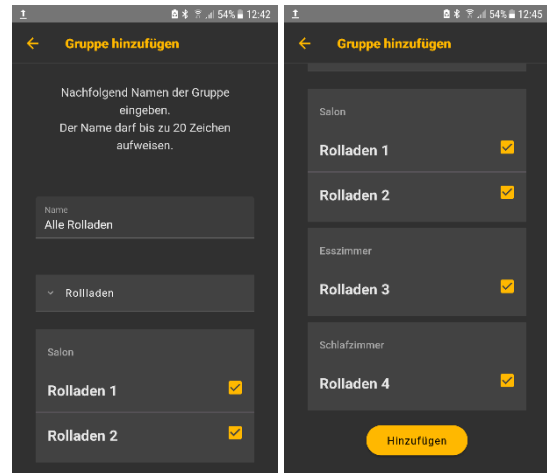 54% 12:42
Gruppe hinzufügen
Nachfolgend Namen der Gruppe
eingeben.
Der Name darf bis zu 20 Zeichen
aufweisen.
Name
Alle Rolladen
Rollladen
Salon
Rolladen 1
Rolladen 2
54% 12:45
Gruppe hinzufügen
Salon
Rolladen 1
Rolladen 2
Esszimmer
Rolladen 3
Schlafzimmer
Rolladen 4
Hinzufügen